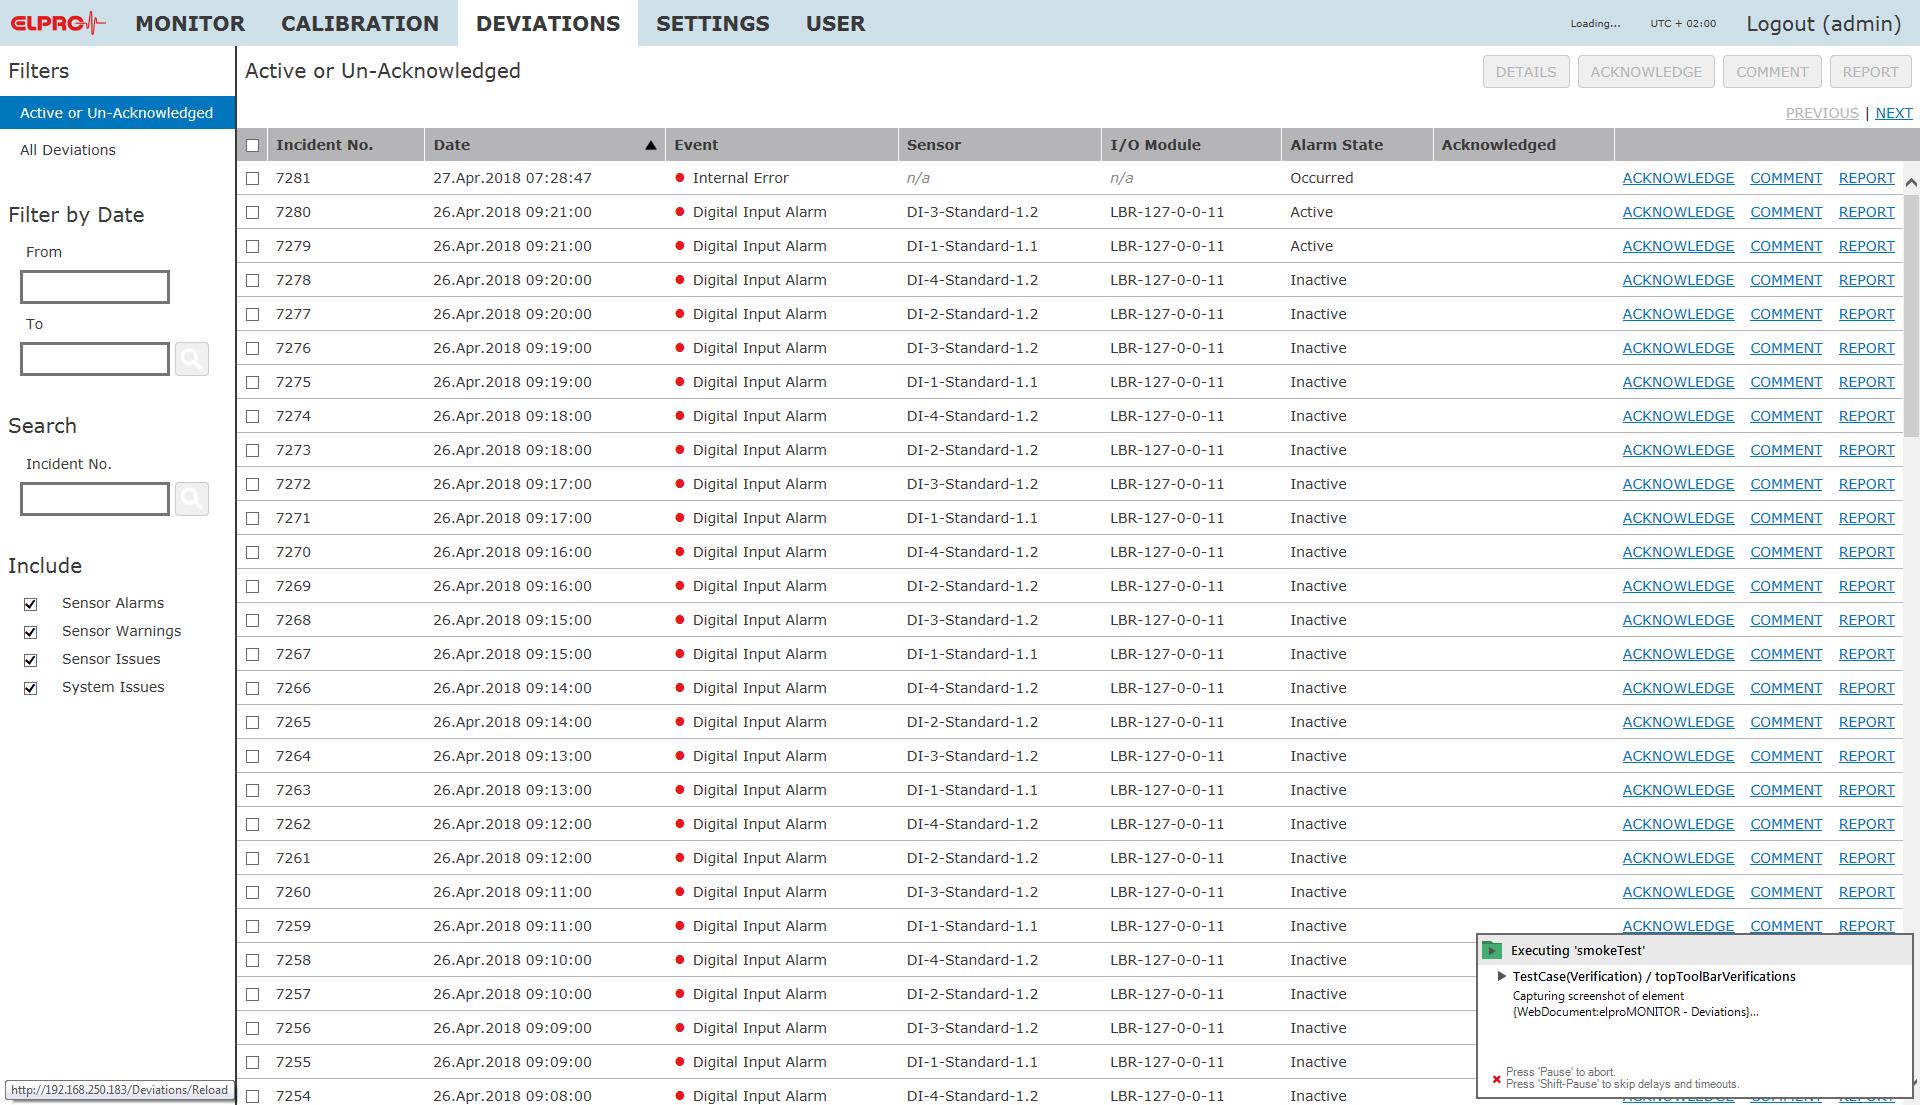 ELPRO MONITOR CALIBRATION DEVIATIONS SETTINGS USER Loading... UTC + 02:00 Logout (admin)
Filters
Active or Un-Acknowledged
All Deviations
Filter by Date
From
To
Search
Incident No.
Include
Sensor Alarms
Sensor Warnings
Sensor Issues
System Issues
http://192.168.250.183/Deviations/Reload
Active or Un-Acknowledged DETAILS ACKNOWLEDGE COMMENT REPORT
PREVIOUS | NEXT
Incident No. Date Event Sensor I/O Module Alarm State Acknowledged
7281 27.Apr.2018 07:28:47 Internal Error n/a n/a Occurred ACKNOWLEDGE COMMENT REPORT
7280 26.Apr.2018 09:21:00 Digital Input Alarm DI-3-Standard-1.2 LBR-127-0-0-11 Active ACKNOWLEDGE COMMENT REPORT
7279 26.Apr.2018 09:21:00 Digital Input Alarm DI-1-Standard-1.1 LBR-127-0-0-11 Active ACKNOWLEDGE COMMENT REPORT
7278 26.Apr.2018 09:20:00 Digital Input Alarm DI-4-Standard-1.2 LBR-127-0-0-11 Inactive ACKNOWLEDGE COMMENT REPORT
7277 26.Apr.2018 09:20:00 Digital Input Alarm DI-2-Standard-1.2 LBR-127-0-0-11 Inactive ACKNOWLEDGE COMMENT REPORT
7276 26.Apr.2018 09:19:00 Digital Input Alarm DI-3-Standard-1.2 LBR-127-0-0-11 Inactive ACKNOWLEDGE COMMENT REPORT
7275 26.Apr.2018 09:19:00 Digital Input Alarm DI-1-Standard-1.1 LBR-127-0-0-11 Inactive ACKNOWLEDGE COMMENT REPORT
7274 26.Apr.2018 09:18:00 Digital Input Alarm DI-4-Standard-1.2 LBR-127-0-0-11 Inactive ACKNOWLEDGE COMMENT REPORT
7273 26.Apr.2018 09:18:00 Digital Input Alarm DI-2-Standard-1.2 LBR-127-0-0-11 Inactive ACKNOWLEDGE COMMENT REPORT
7272 26.Apr.2018 09:17:00 Digital Input Alarm DI-3-Standard-1.2 LBR-127-0-0-11 Inactive ACKNOWLEDGE COMMENT REPORT
7271 26.Apr.2018 09:17:00 Digital Input Alarm DI-1-Standard-1.1 LBR-127-0-0-11 Inactive ACKNOWLEDGE COMMENT REPORT
7270 26.Apr.2018 09:16:00 Digital Input Alarm DI-4-Standard-1.2 LBR-127-0-0-11 Inactive ACKNOWLEDGE COMMENT REPORT
7269 26.Apr.2018 09:16:00 Digital Input Alarm DI-2-Standard-1.2 LBR-127-0-0-11 Inactive ACKNOWLEDGE COMMENT REPORT
7268 26.Apr.2018 09:15:00 Digital Input Alarm DI-3-Standard-1.2 LBR-127-0-0-11 Inactive ACKNOWLEDGE COMMENT REPORT
7267 26.Apr.2018 09:15:00 Digital Input Alarm DI-1-Standard-1.1 LBR-127-0-0-11 Inactive ACKNOWLEDGE COMMENT REPORT
7266 26.Apr.2018 09:14:00 Digital Input Alarm DI-4-Standard-1.2 LBR-127-0-0-11 Inactive ACKNOWLEDGE COMMENT REPORT
7265 26.Apr.2018 09:14:00 Digital Input Alarm DI-2-Standard-1.2 LBR-127-0-0-11 Inactive ACKNOWLEDGE COMMENT REPORT
7264 26.Apr.2018 09:13:00 Digital Input Alarm DI-3-Standard-1.2 LBR-127-0-0-11 Inactive ACKNOWLEDGE COMMENT REPORT
7263 26.Apr.2018 09:13:00 Digital Input Alarm DI-1-Standard-1.1 LBR-127-0-0-11 Inactive ACKNOWLEDGE COMMENT REPORT
7262 26.Apr.2018 09:12:00 Digital Input Alarm DI-4-Standard-1.2 LBR-127-0-0-11 Inactive ACKNOWLEDGE COMMENT REPORT
7261 26.Apr.2018 09:12:00 Digital Input Alarm DI-2-Standard-1.2 LBR-127-0-0-11 Inactive ACKNOWLEDGE COMMENT REPORT
7260 26.Apr.2018 09:11:00 Digital Input Alarm DI-3-Standard-1.2 LBR-127-0-0-11 Inactive ACKNOWLEDGE COMMENT REPORT
7259 26.Apr.2018 09:11:00 Digital Input Alarm DI-1-Standard-1.1 LBR-127-0-0-11 Inactive ACKNOWLEDGE COMMENT REPORT
7258 26.Apr.2018 09:10:00 Digital Input Alarm DI-4-Standard-1.2 LBR-127-0-0-11 Inactive
7257 26.Apr.2018 09:10:00 Digital Input Alarm DI-2-Standard-1.2 LBR-127-0-0-11 Inactive
7256 26.Apr.2018 09:09:00 Digital Input Alarm DI-3-Standard-1.2 LBR-127-0-0-11 Inactive
7255 26.Apr.2018 09:09:00 Digital Input Alarm DI-1-Standard-1.1 LBR-127-0-0-11 Inactive
7254 26.Apr.2018 09:08:00 Digital Input Alarm DI-4-Standard-1.2 LBR-127-0-0-11 Inactive
Executing 'smokeTest'
TestCase(Verification) / topToolBarVerifications
Capturing screenshot of element
{WebDocument:elproMONITOR - Deviations}...
Press 'Pause' to abort.
Press 'Shift-Pause' to skip delays and timeouts.